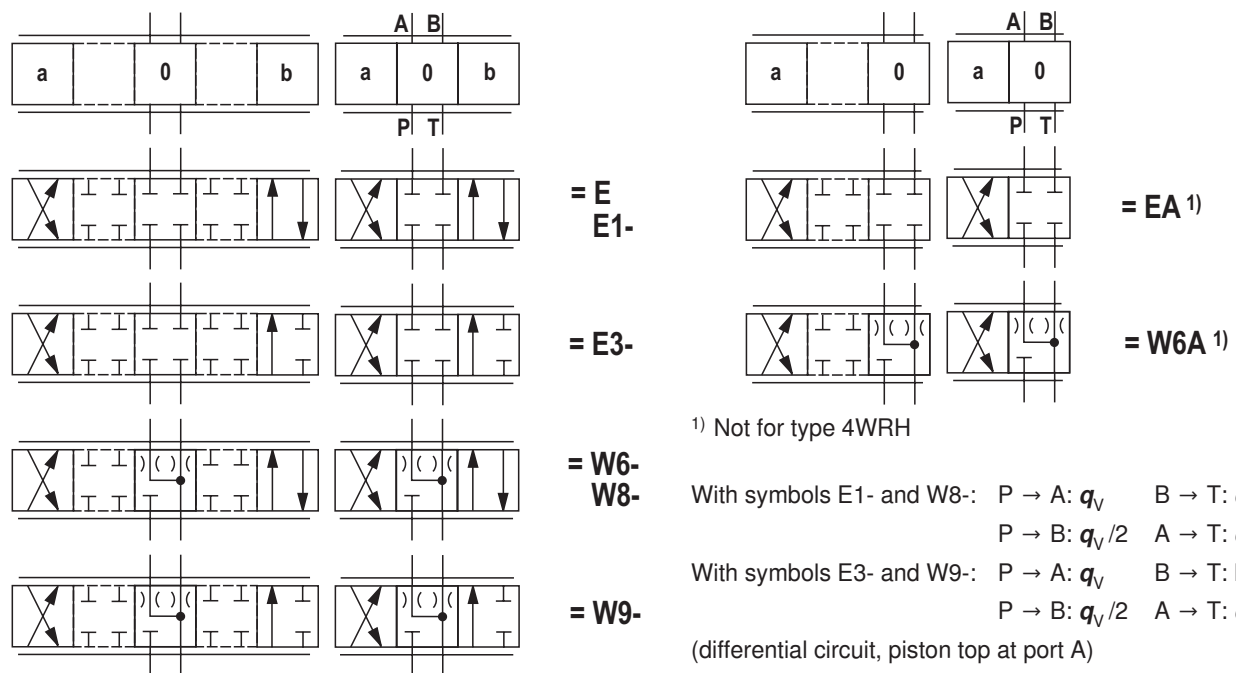 A B
a 0 b
a 0 b
P T
= E
E1-
= E3-
= W6-
W8-
= W9-
A B
a 0
a 0
P T
= EA 1)
= W6A 1)
1) Not for type 4WRH
With symbols E1- and W8-: P → A: qV B → T:
P → B: qV/2 A → T:
With symbols E3- and W9-: P → A: qV B → T:
P → B: qV/2 A → T:
(differential circuit, piston top at port A)